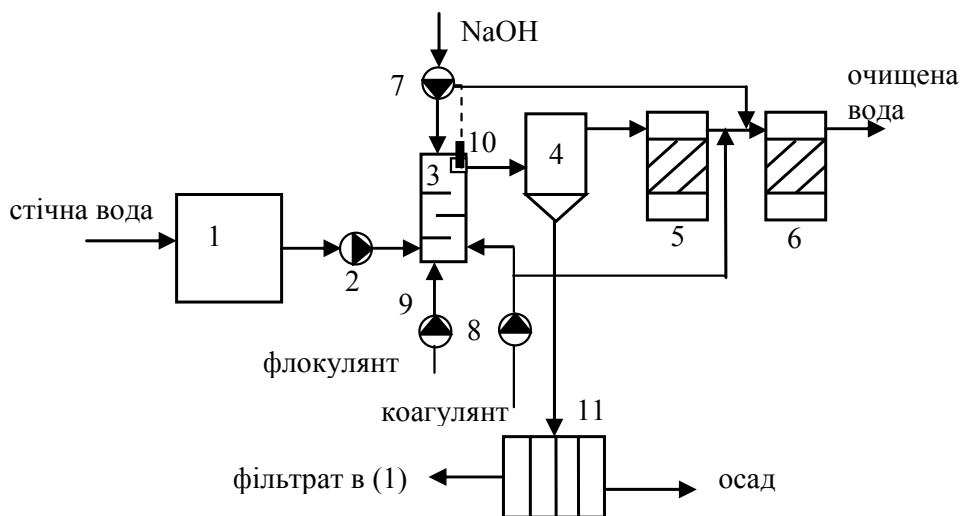 NaOH
7
очищена
вода
10
4
3
стічна вода
1
5
6
2
9
8
флокулянт
коагулянт
11
фільтрат в (1)
осад